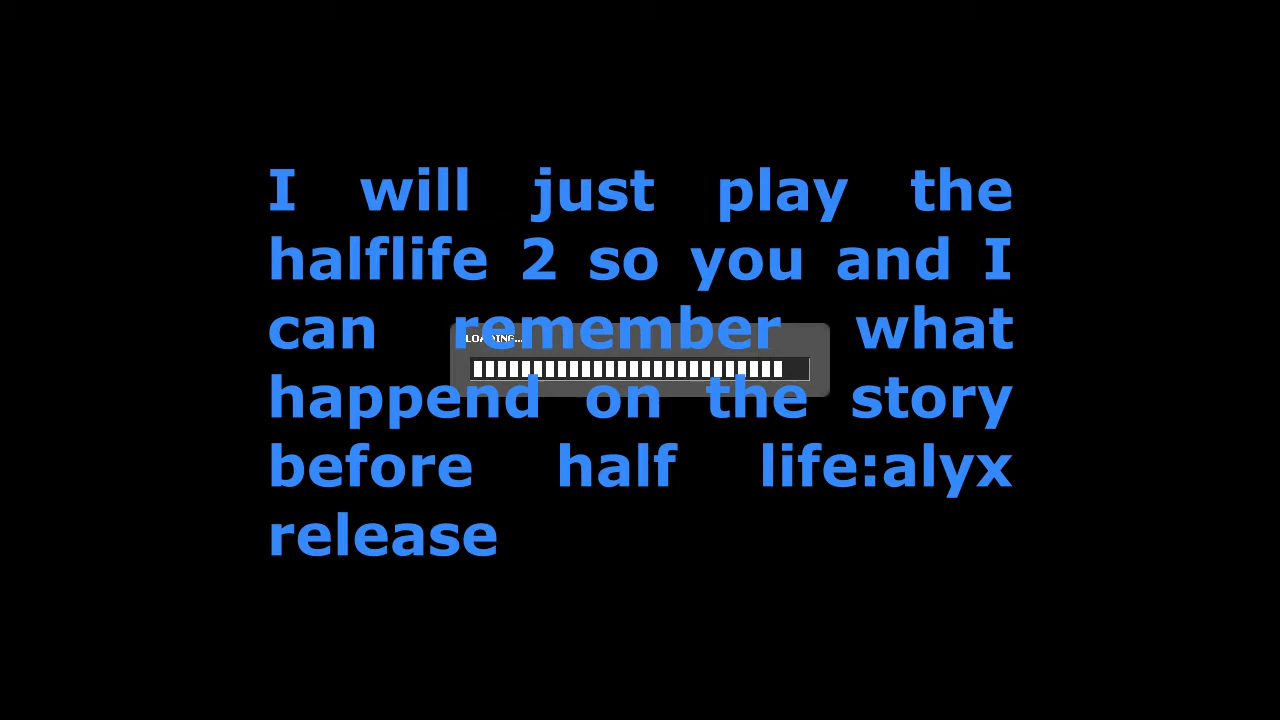 I will just play the
halflife 2 so you and I
can remember what
LOADING...
happend on the story
before half life:alyx
release